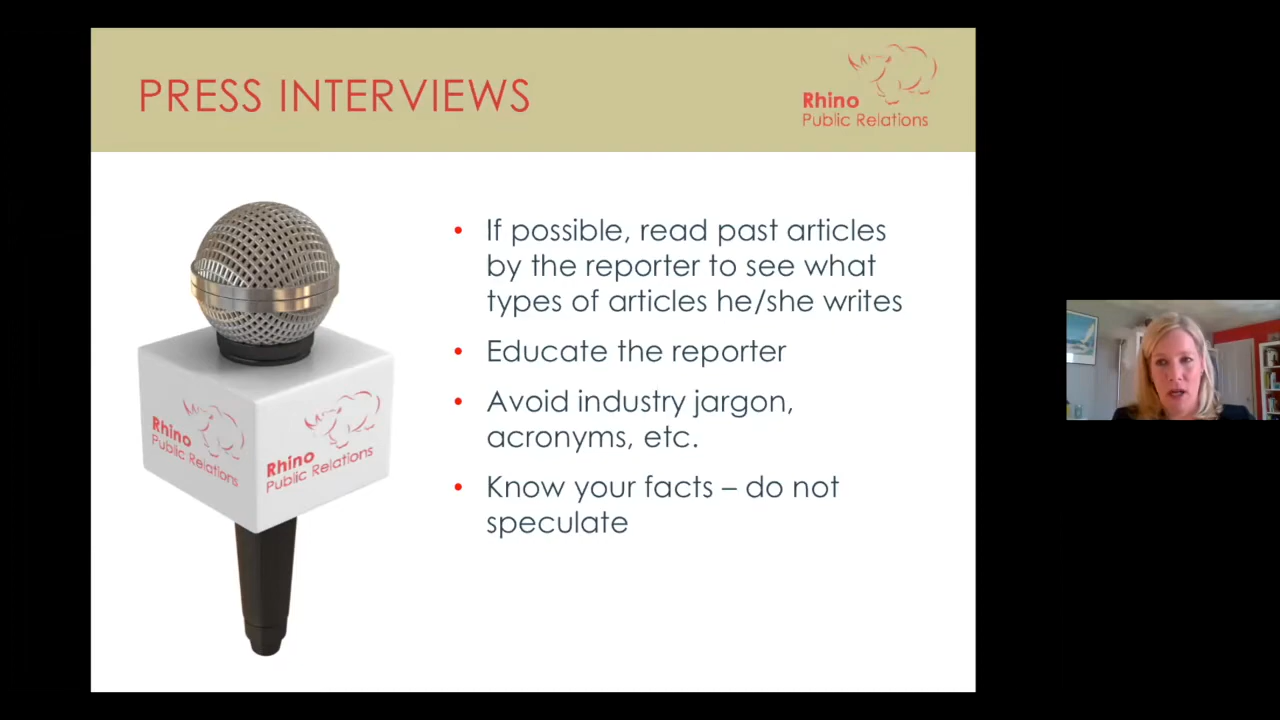 PRESS INTERVIEWS
Rhino
Public Relations
• If possible, read past articles
by the reporter to see what
types of articles he/she writes
• Educate the reporter
• Avoid industry jargon,
acronyms, etc.
• Know your facts – do not
speculate
Rhino
Public Relations
Rhino
Public Relations